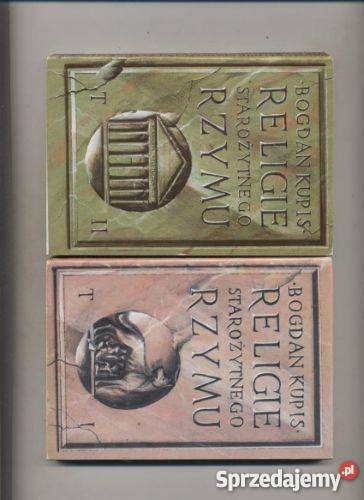 ·BOGDAN KUPIS·
RELIGIE
STAROŻYTNEGO
RZYMU
T II
·BOGDAN KUPIS·
RELIGIE
STAROŻYTNEGO
RZYMU
T I
Sprzedajemy.pl